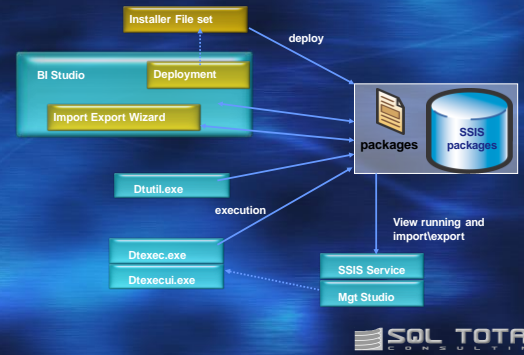 Installer File set
deploy
BI Studio
Deployment
Import Export Wizard
packages
SSIS
packages
Dtutil.exe
execution
View running and
import\export
Dtexec.exe
Dtexecui.exe
SSIS Service
Mgt Studio
SQL TOTA
CONSULTIN